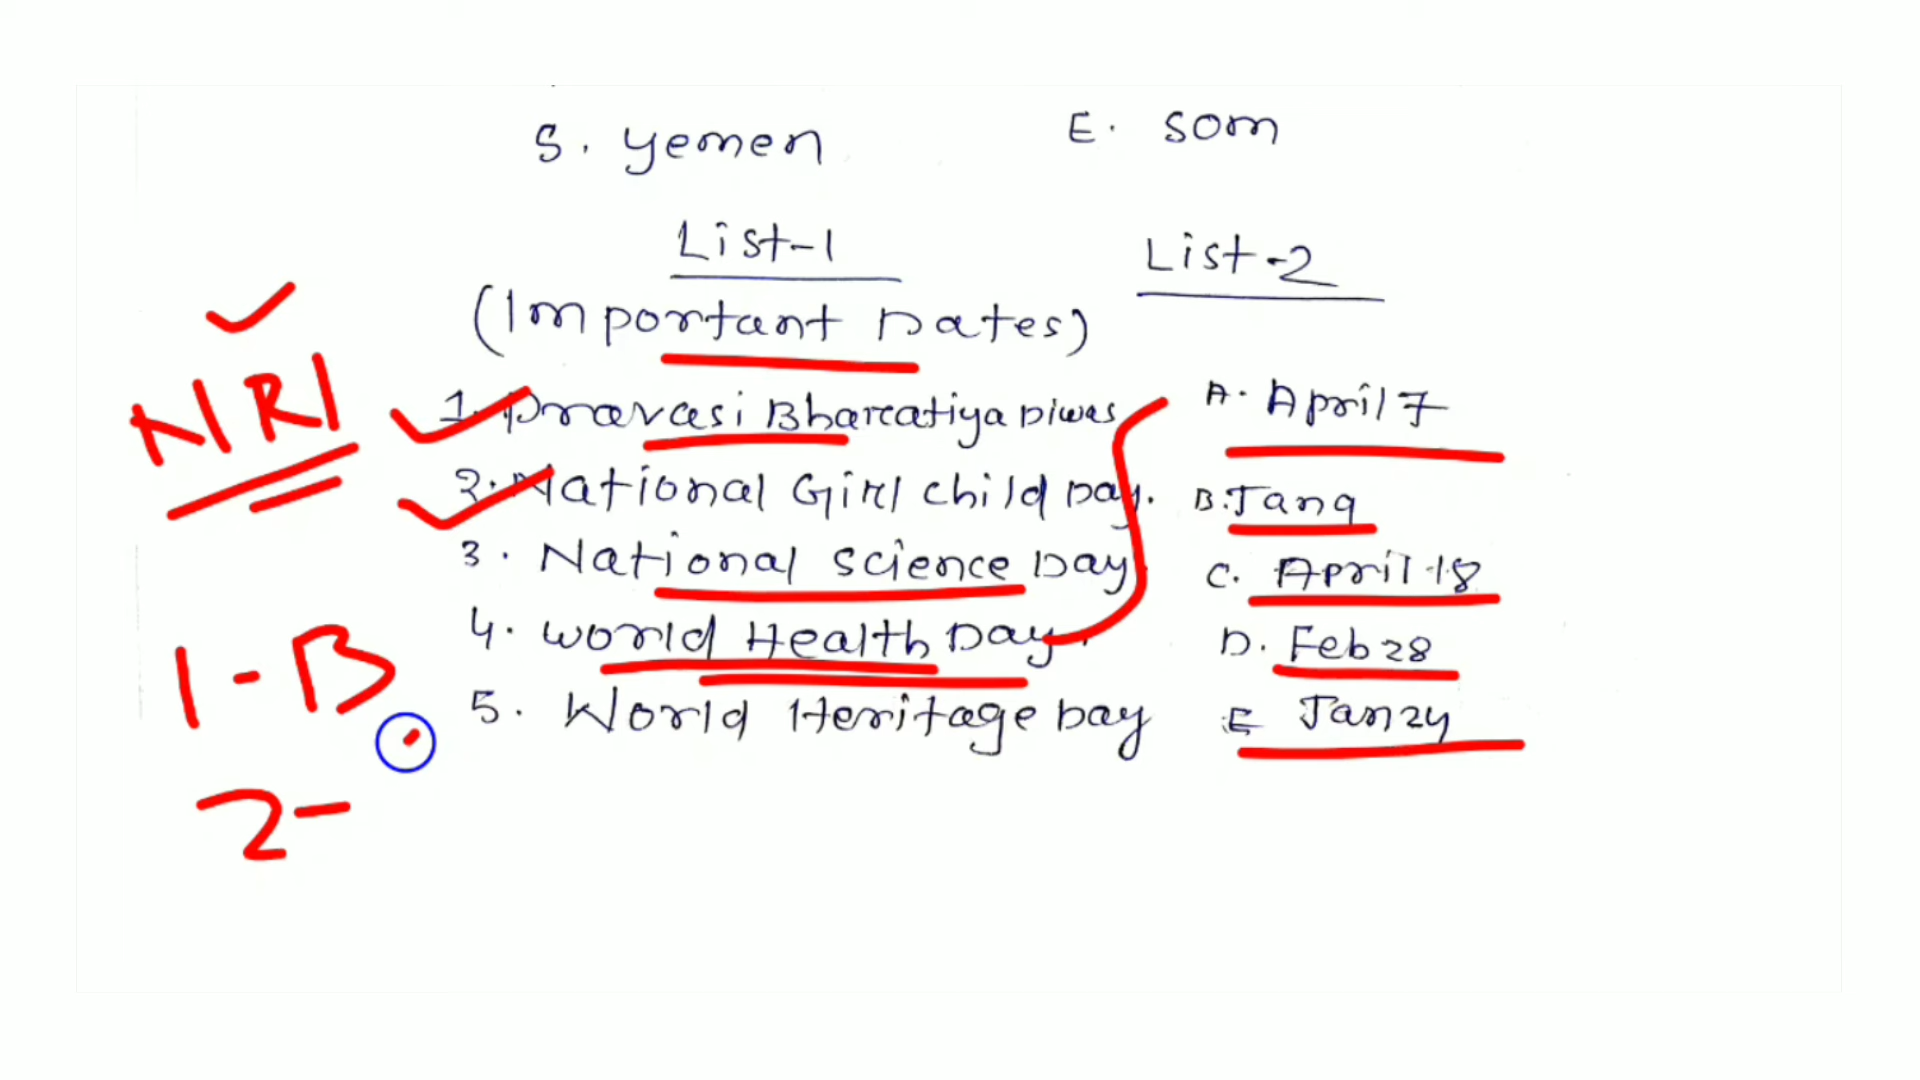 5. Yemen E. SOM
List-1 List-2
(Important Dates)
1. Pravasi Bharatiya Diwas A. April 7
2. National Girl Child Day. B. Jan 9
3. National Science Day C. April 18
4. World Health Day. D. Feb 28
5. World Heritage Day E Jan 24
NRI
1-B
2-